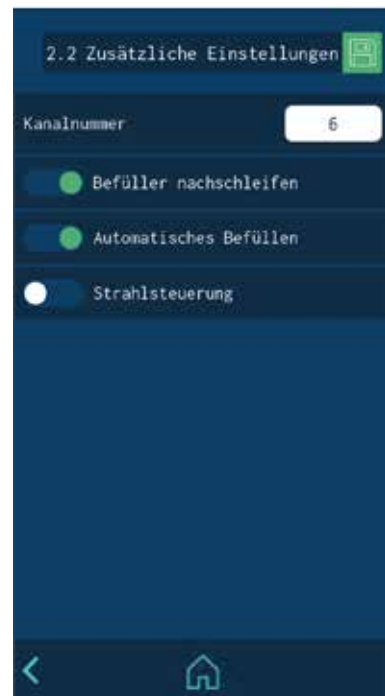 2.2 Zusätzliche Einstellungen
Kanalnummer 6
Befüller nachschleifen
Automatisches Befüllen
Strahlsteuerung